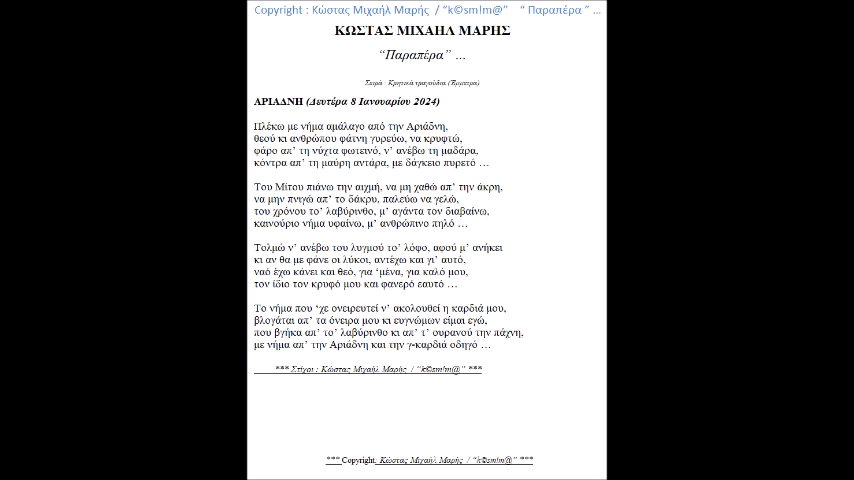 Copyright : Κώστας Μιχαήλ Μαρής / “k©sm!m@” “ Παραπέρα ” ...
ΚΩΣΤΑΣ ΜΙΧΑΗΛ ΜΑΡΗΣ
“Παραπέρα” ...
Σειρά : Κρητικά τραγούδια (Έμμετρα)
ΑΡΙΑΔΝΗ (Δευτέρα 8 Ιανουαρίου 2024)
Πλέκω με νήμα αμάλαγο από την Αριάδνη,
θεού κι ανθρώπου φάτνη γυρεύω, να κρυφτώ,
φάρο απ’ τη νύχτα φωτεινό, ν’ ανέβω τη μαδάρα,
κόντρα απ’ τη μαύρη αντάρα, με δάγκειο πυρετό ...
Του Μίτου πιάνω την αιχμή, να μη χαθώ απ’ την άκρη,
να μην πνιγώ απ’ το δάκρυ, παλεύω να γελώ,
του χρόνου το’ λαβύρινθο, μ’ αγάντα τον διαβαίνω,
καινούριο νήμα υφαίνω, μ’ ανθρώπινο πηλό ...
Τολμώ ν’ ανέβω του λυγμού το’ λόφο, αφού μ’ ανήκει
κι αν θα με φάνε οι λύκοι, αντέχω και γι’ αυτό,
ναό έχω κάνει και θεό, για ‘μένα, για καλό μου,
τον ίδιο τον κρυφό μου και φανερό εαυτό ...
Το νήμα που ‘χε ονειρευτεί ν’ ακολουθεί η καρδιά μου,
βλογάται απ’ τα όνειρα μου κι ευγνώμων είμαι εγώ,
που βγήκα απ’ το’ λαβύρινθο κι απ’ τ’ ουρανού την πάχνη,
με νήμα απ’ την Αριάδνη και την γ-καρδιά οδηγό ...
*** Στίχοι : Κώστας Μιχαήλ Μαρής / “k©sm!m@” ***
*** Copyright: Κώστας Μιχαήλ Μαρής / “k©sm!m@” ***